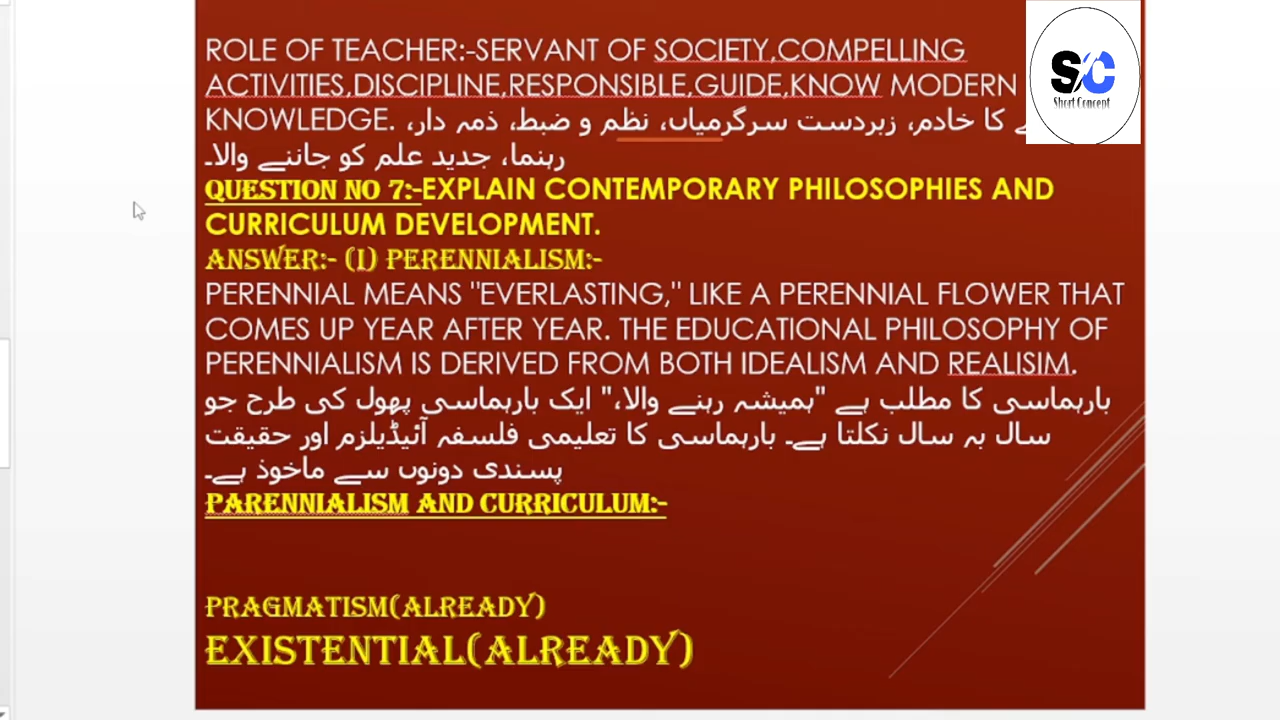 ROLE OF TEACHER:-SERVANT OF SOCIETY,COMPELLING
ACTIVITIES,DISCIPLINE,RESPONSIBLE,GUIDE,KNOW MODERN
KNOWLEDGE. کا خادم، زبردست سرگرمیاں، نظم و ضبط، ذمہ دار،
رہنما، جدید علم کو جاننے والا۔
QUESTION NO 7:-EXPLAIN CONTEMPORARY PHILOSOPHIES AND
CURRICULUM DEVELOPMENT.
ANSWER:- (1) PERENNIALISM:-
PERENNIAL MEANS "EVERLASTING," LIKE A PERENNIAL FLOWER THAT
COMES UP YEAR AFTER YEAR. THE EDUCATIONAL PHILOSOPHY OF
PERENNIALISM IS DERIVED FROM BOTH IDEALISM AND REALISIM.
بارہماسی کا مطلب ہے "ہمیشہ رہنے والا،" ایک بارہماسی پھول کی طرح جو
سال بہ سال نکلتا ہے۔ بارہماسی کا تعلیمی فلسفہ آئیڈیلزم اور حقیقت
پسندی دونوں سے ماخوذ ہے۔
PARENNIALISM AND CURRICULUM:-
PRAGMATISM(ALREADY)
EXISTENTIAL(ALREADY)
S/C
Short Concept